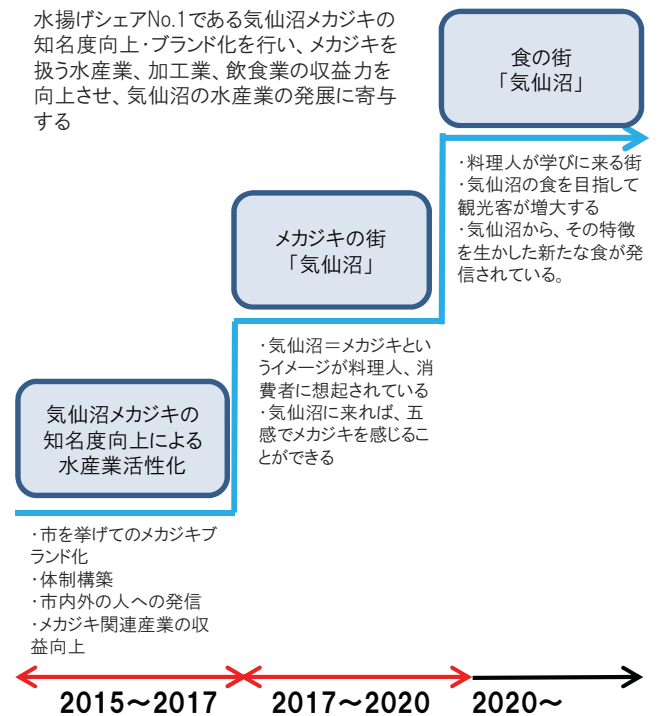 水揚げシェアNo.1である気仙沼メカジキの
知名度向上・ブランド化を行い、メカジキを
扱う水産業、加工業、飲食業の収益力を
向上させ、気仙沼の水産業の発展に寄与
する
食の街
「気仙沼」
・料理人が学びに来る街
・気仙沼の食を目指して
観光客が増大する
・気仙沼から、その特徴
を生かした新たな食が発
信されている。
メカジキの街
「気仙沼」
・気仙沼＝メカジキとい
うイメージが料理人、消
費者に想起されている
・気仙沼に来れば、五
感でメカジキを感じるこ
とができる
気仙沼メカジキの
知名度向上による
水産業活性化
・市を挙げてのメカジキブ
ランド化
・体制構築
・市内外の人への発信
・メカジキ関連産業の収
益向上
2015～2017
2017～2020
2020～